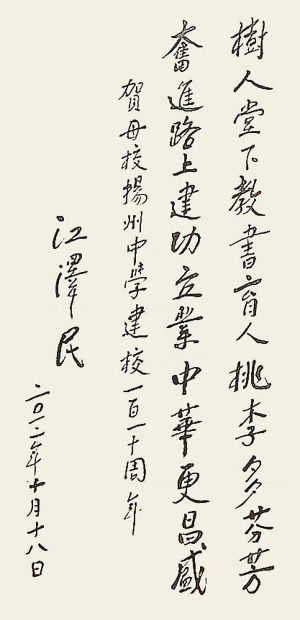 樹人堂下教書育人桃李多芬芳
奮進路上建功立業中華更昌盛
賀母校揚州中學建校一百一十周年
江澤民
二〇一二年十月十八日